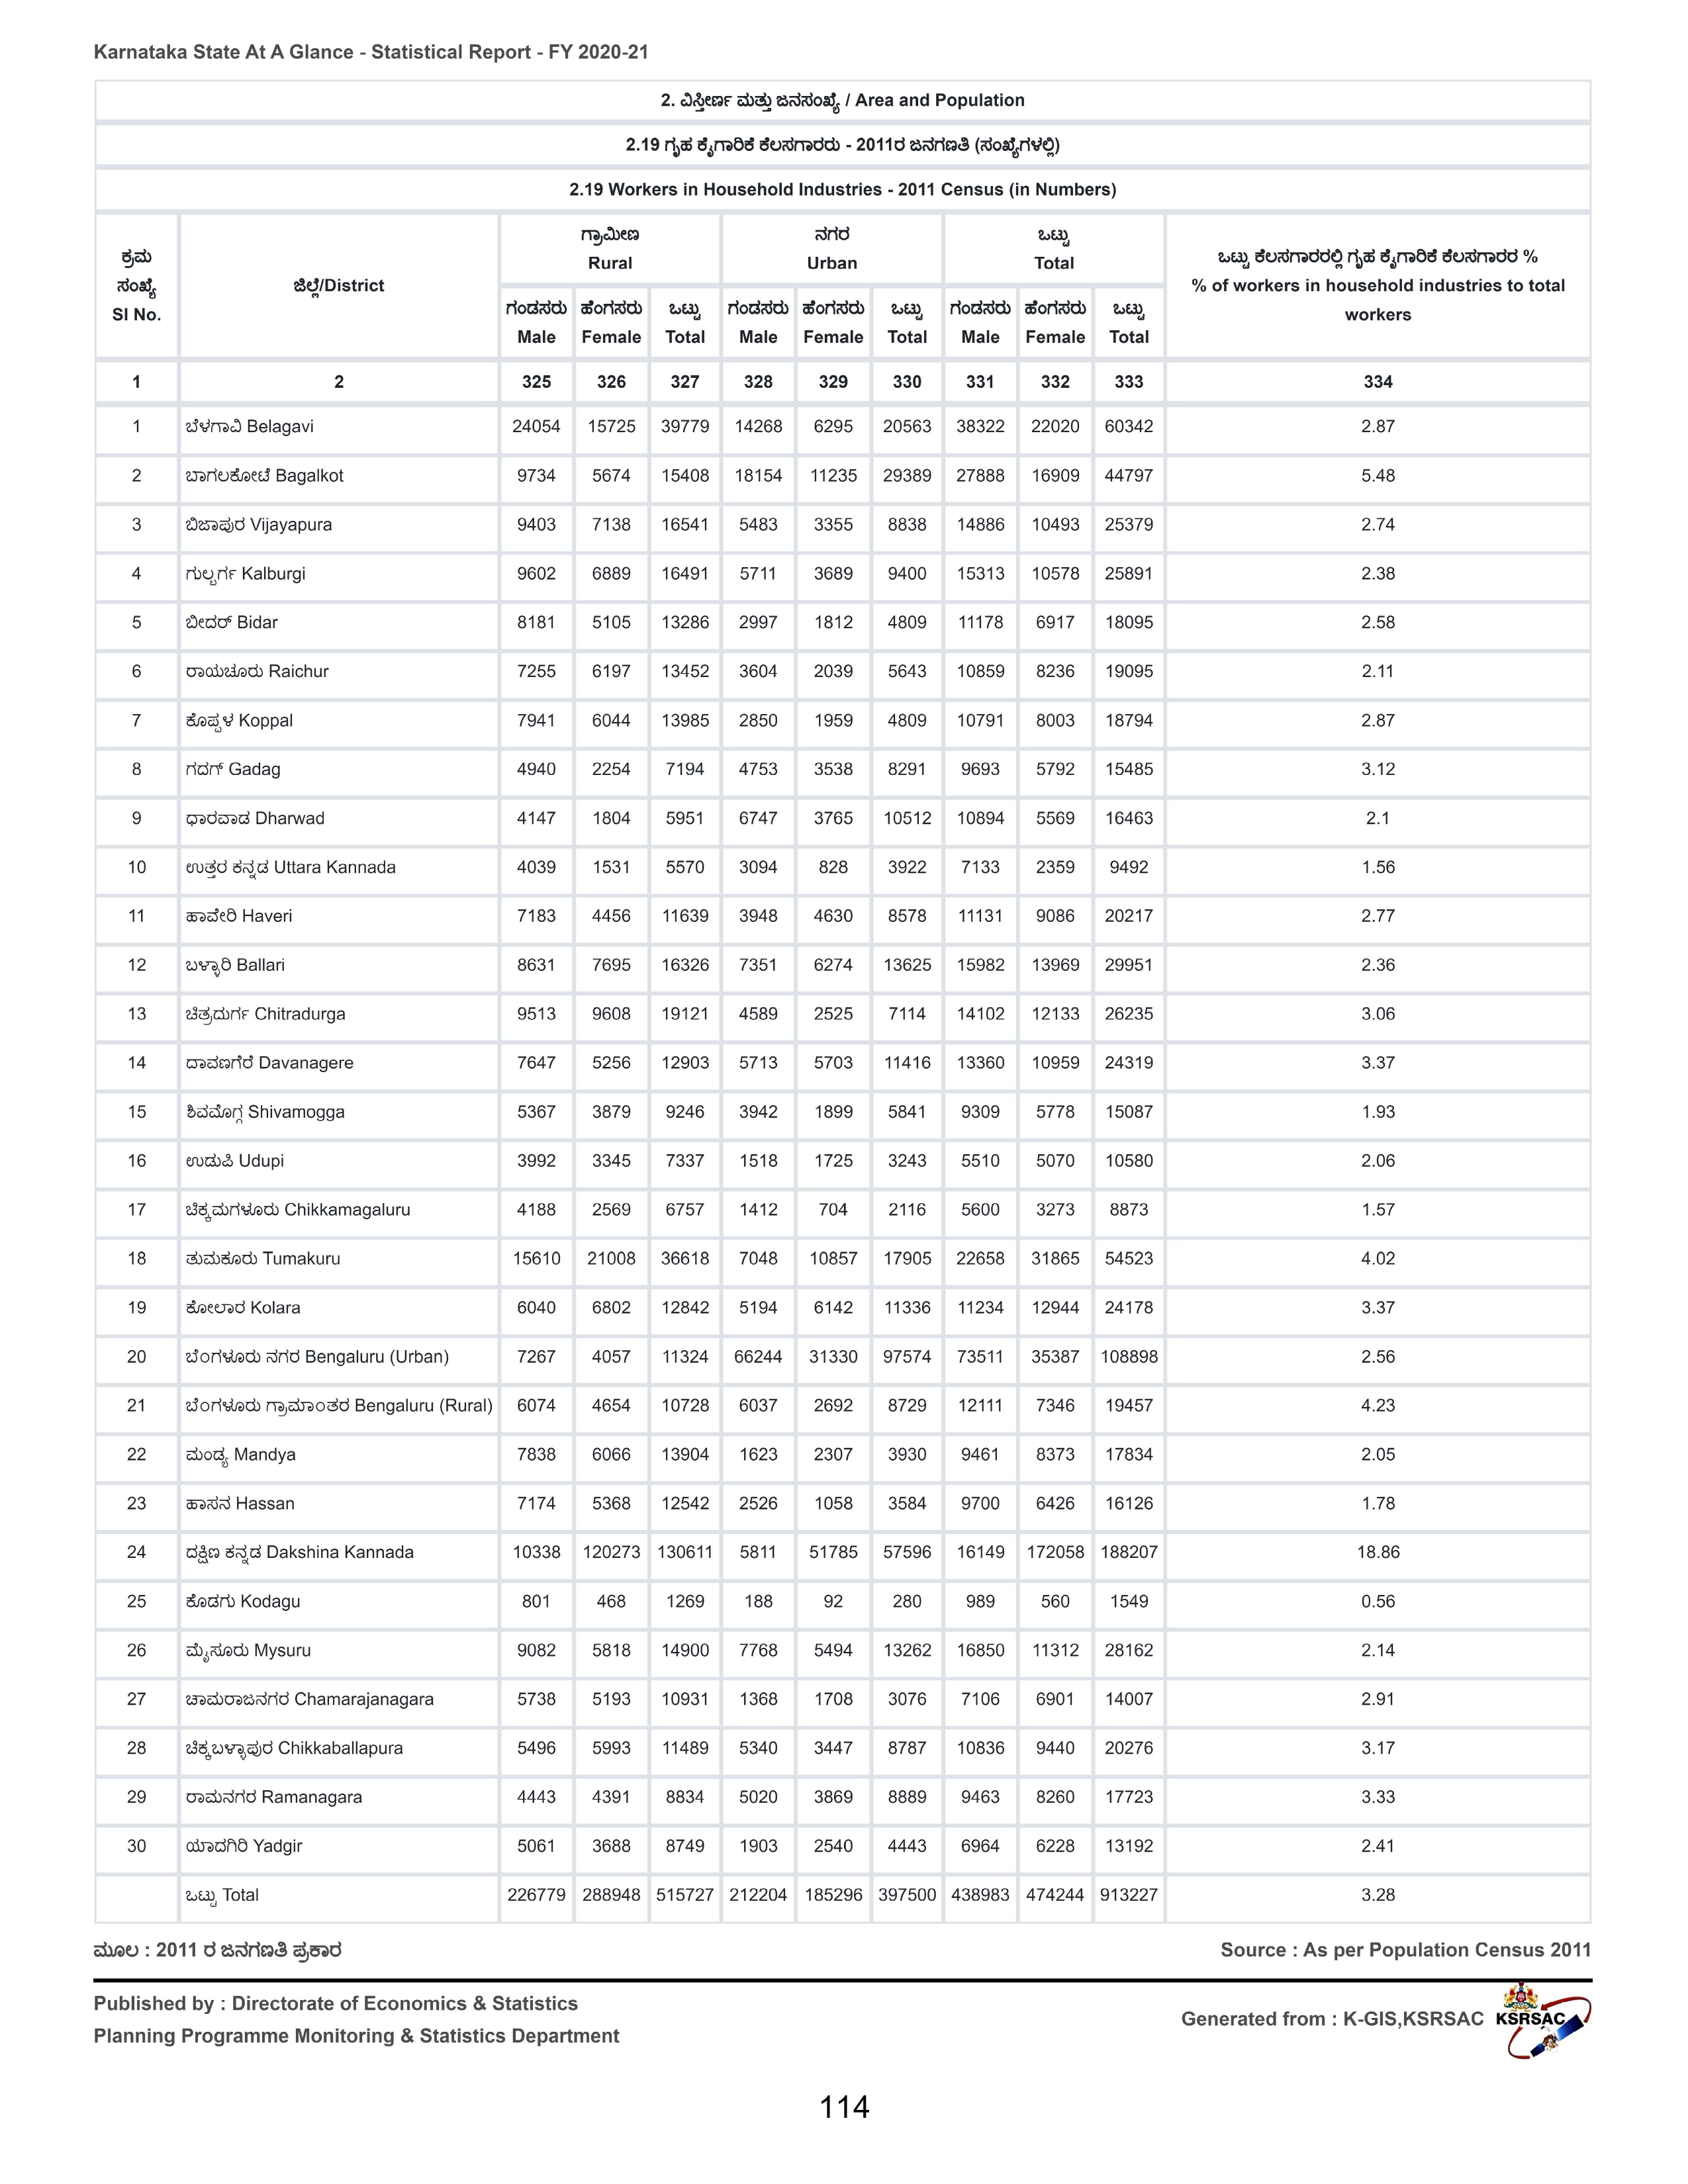 Karnataka State At A Glance - Statistical Report - FY 2020-21
2. ವಿಸ್ತೀರ್ಣ ಮತ್ತು ಜನಸಂಖ್ಯೆ / Area and Population
2.19 ಗೃಹ ಕೈಗಾರಿಕೆ ಕೆಲಸಗಾರರು - 2011ರ ಜನಗಣತಿ (ಸಂಖ್ಯೆಗಳಲ್ಲಿ)
2.19 Workers in Household Industries - 2011 Census (in Numbers)
ಕ್ರಮ ಸಂಖ್ಯೆ Sl No. ಜಿಲ್ಲೆ/District ಗ್ರಾಮೀಣ Rural ನಗರ Urban ಒಟ್ಟು Total ಒಟ್ಟು ಕೆಲಸಗಾರರಲ್ಲಿ ಗೃಹ ಕೈಗಾರಿಕೆ ಕೆಲಸಗಾರರ % % of workers in household industries to total workers
ಗಂಡಸರು ಹೆಂಗಸರು ಒಟ್ಟು ಗಂಡಸರು ಹೆಂಗಸರು ಒಟ್ಟು ಗಂಡಸರು ಹೆಂಗಸರು ಒಟ್ಟು
Male Female Total Male Female Total Male Female Total
1 2 325 326 327 328 329 330 331 332 333 334
1 ಬೆಳಗಾವಿ Belagavi 24054 15725 39779 14268 6295 20563 38322 22020 60342 2.87
2 ಬಾಗಲಕೋಟೆ Bagalkot 9734 5674 15408 18154 11235 29389 27888 16909 44797 5.48
3 ಬಿಜಾಪುರ Vijayapura 9403 7138 16541 5483 3355 8838 14886 10493 25379 2.74
4 ಗುಲ್ಬರ್ಗ Kalburgi 9602 6889 16491 5711 3689 9400 15313 10578 25891 2.38
5 ಬೀದರ್ Bidar 8181 5105 13286 2997 1812 4809 11178 6917 18095 2.58
6 ರಾಯಚೂರು Raichur 7255 6197 13452 3604 2039 5643 10859 8236 19095 2.11
7 ಕೊಪ್ಪಳ Koppal 7941 6044 13985 2850 1959 4809 10791 8003 18794 2.87
8 ಗದಗ್ Gadag 4940 2254 7194 4753 3538 8291 9693 5792 15485 3.12
9 ಧಾರವಾಡ Dharwad 4147 1804 5951 6747 3765 10512 10894 5569 16463 2.1
10 ಉತ್ತರ ಕನ್ನಡ Uttara Kannada 4039 1531 5570 3094 828 3922 7133 2359 9492 1.56
11 ಹಾವೇರಿ Haveri 7183 4456 11639 3948 4630 8578 11131 9086 20217 2.77
12 ಬಳ್ಳಾರಿ Ballari 8631 7695 16326 7351 6274 13625 15982 13969 29951 2.36
13 ಚಿತ್ರದುರ್ಗ Chitradurga 9513 9608 19121 4589 2525 7114 14102 12133 26235 3.06
14 ದಾವಣಗೆರೆ Davanagere 7647 5256 12903 5713 5703 11416 13360 10959 24319 3.37
15 ಶಿವಮೊಗ್ಗ Shivamogga 5367 3879 9246 3942 1899 5841 9309 5778 15087 1.93
16 ಉಡುಪಿ Udupi 3992 3345 7337 1518 1725 3243 5510 5070 10580 2.06
17 ಚಿಕ್ಕಮಗಳೂರು Chikkamagaluru 4188 2569 6757 1412 704 2116 5600 3273 8873 1.57
18 ತುಮಕೂರು Tumakuru 15610 21008 36618 7048 10857 17905 22658 31865 54523 4.02
19 ಕೋಲಾರ Kolara 6040 6802 12842 5194 6142 11336 11234 12944 24178 3.37
20 ಬೆಂಗಳೂರು ನಗರ Bengaluru (Urban) 7267 4057 11324 66244 31330 97574 73511 35387 108898 2.56
21 ಬೆಂಗಳೂರು ಗ್ರಾಮಾಂತರ Bengaluru (Rural) 6074 4654 10728 6037 2692 8729 12111 7346 19457 4.23
22 ಮಂಡ್ಯ Mandya 7838 6066 13904 1623 2307 3930 9461 8373 17834 2.05
23 ಹಾಸನ Hassan 7174 5368 12542 2526 1058 3584 9700 6426 16126 1.78
24 ದಕ್ಷಿಣ ಕನ್ನಡ Dakshina Kannada 10338 120273 130611 5811 51785 57596 16149 172058 188207 18.86
25 ಕೊಡಗು Kodagu 801 468 1269 188 92 280 989 560 1549 0.56
26 ಮೈಸೂರು Mysuru 9082 5818 14900 7768 5494 13262 16850 11312 28162 2.14
27 ಚಾಮರಾಜನಗರ Chamarajanagara 5738 5193 10931 1368 1708 3076 7106 6901 14007 2.91
28 ಚಿಕ್ಕಬಳ್ಳಾಪುರ Chikkaballapura 5496 5993 11489 5340 3447 8787 10836 9440 20276 3.17
29 ರಾಮನಗರ Ramanagara 4443 4391 8834 5020 3869 8889 9463 8260 17723 3.33
30 ಯಾದಗಿರಿ Yadgir 5061 3688 8749 1903 2540 4443 6964 6228 13192 2.41
ಒಟ್ಟು Total 226779 288948 515727 212204 185296 397500 438983 474244 913227 3.28
ಮೂಲ : 2011 ರ ಜನಗಣತಿ ಪ್ರಕಾರ Source : As per Population Census 2011
Published by : Directorate of Economics & Statistics
Planning Programme Monitoring & Statistics Department
Generated from : K-GIS,KSRSAC KSRSAC
114